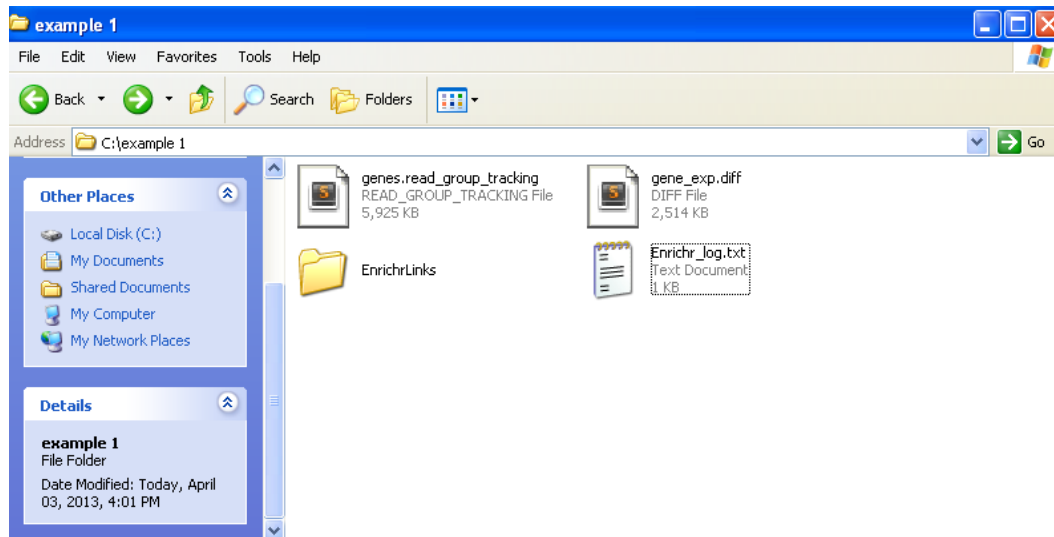 example 1
File Edit View Favorites Tools Help
Back Search Folders
Address C:\example 1 Go
Other Places
Local Disk (C:)
My Documents
Shared Documents
My Computer
My Network Places
Details
example 1
File Folder
Date Modified: Today, April
03, 2013, 4:01 PM
genes.read_group_tracking
READ_GROUP_TRACKING File
5,925 KB
gene_exp.diff
DIFF File
2,514 KB
EnrichrLinks
Enrichr_log.txt
Text Document
1 KB